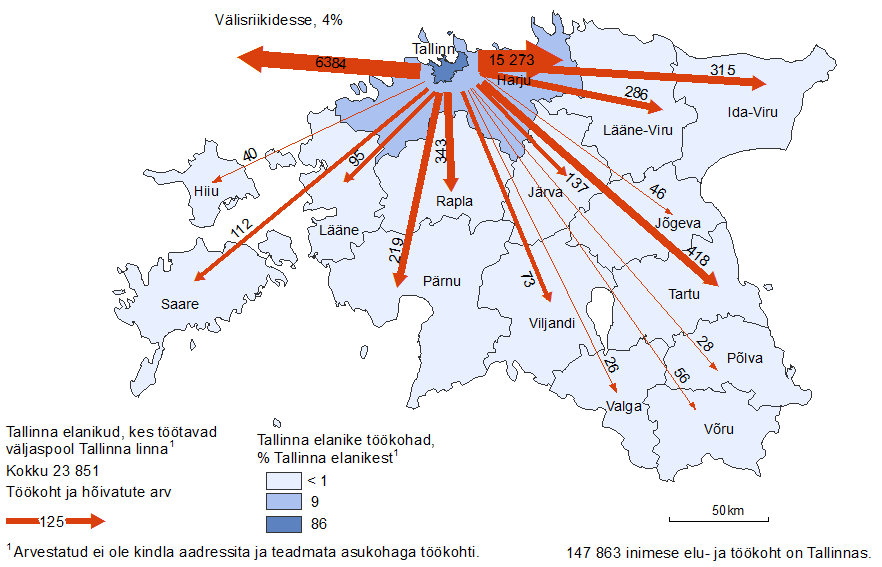 Välisriikidesse, 4%
Tallinn
6384
15 273
Harju
315
286
Ida-Viru
Lääne-Viru
40
95
343
137
46
Hiiu
Rapla
Järva
Jõgeva
112
Lääne
219
418
Pärnu
73
Tartu
Saare
Viljandi
28
Põlva
26
56
Valga
Võru
Tallinna elanikud, kes töötavad
väljaspool Tallinna linna¹
Kokku 23 851
Töökoht ja hõivatute arv
125
Tallinna elanike töökohad,
% Tallinna elanikest¹
< 1
9
86
50km
¹ Arvestatud ei ole kindla aadressita ja teadmata asukohaga töökohti.
147 863 inimese elu- ja töökoht on Tallinnas.